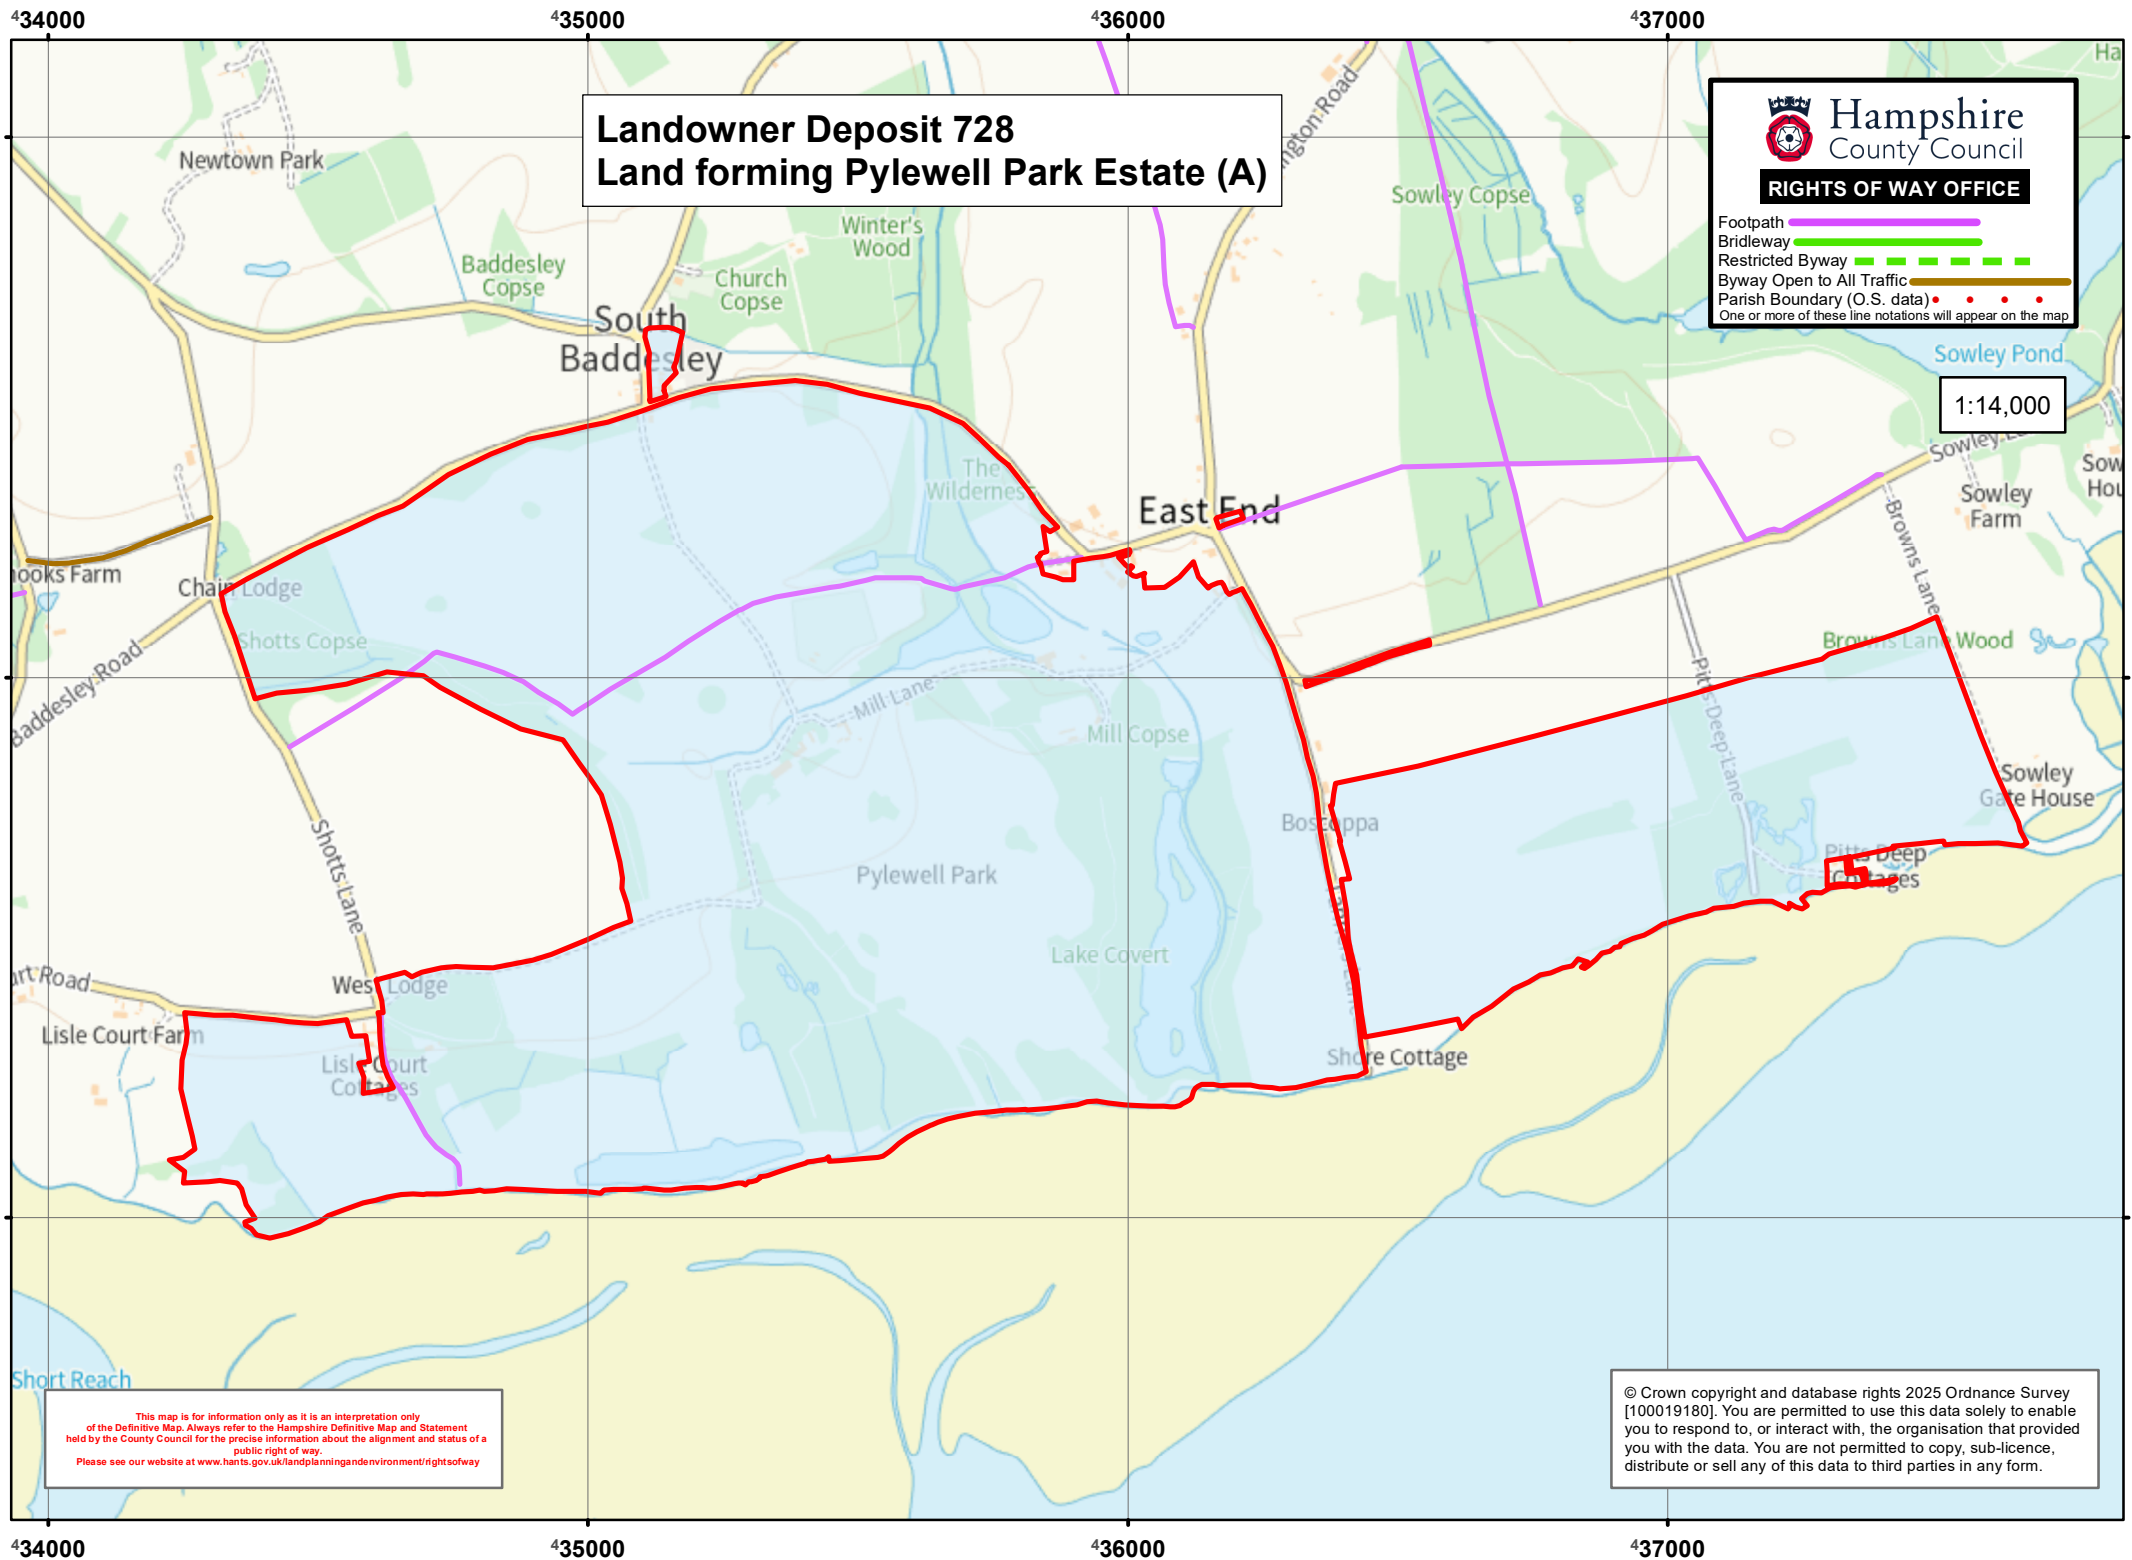 434000
435000
436000
437000
Landowner Deposit 728
Land forming Pylewell Park Estate (A)
Hampshire
County Council
RIGHTS OF WAY OFFICE
Footpath
Bridleway
Restricted Byway
Byway Open to All Traffic
Parish Boundary (O.S. data)
One or more of these line notations will appear on the map
1:14,000
Newtown Park
Baddesley
Copse
Winter's
Wood
Church
Copse
South
Baddesley
Sowley Copse
Sowley Pond
The
Wilderness
East End
Sowley
Farm
Browns Lane
Chain Lodge
Shotts Copse
Baddesley Road
Browns Lane Wood
Mill Lane
Mill Copse
Pitts Deep Lane
Sowley
Gate House
Boscoppa
Shotts Lane
Pylewell Park
Pitts Deep
Cottages
Lake Covert
West Lodge
Lisle Court Farm
Lisle Court
Cottages
Shore Cottage
Short Reach
This map is for information only as it is an interpretation only
of the Definitive Map. Always refer to the Hampshire Definitive Map and Statement
held by the County Council for the precise information about the alignment and status of a
public right of way.
Please see our website at www.hants.gov.uk/landplanningandenvironment/rightsofway
© Crown copyright and database rights 2025 Ordnance Survey
[100019180]. You are permitted to use this data solely to enable
you to respond to, or interact with, the organisation that provided
you with the data. You are not permitted to copy, sub-licence,
distribute or sell any of this data to third parties in any form.
434000
435000
436000
437000